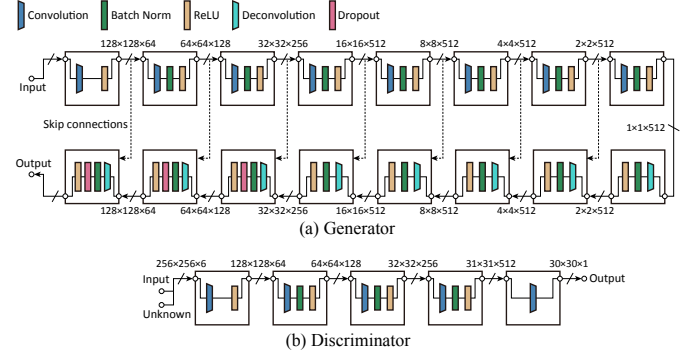 Convolution Batch Norm ReLU Deconvolution Dropout
128×128×64 64×64×128 32×32×256 16×16×512 8×8×512 4×4×512 2×2×512
Input
Skip connections
1×1×512
Output
128×128×64 64×64×128 32×32×256 16×16×512 8×8×512 4×4×512 2×2×512
(a) Generator
256×256×6 128×128×64 64×64×128 32×32×256 31×31×512 30×30×1
Input
Output
Unknown
(b) Discriminator